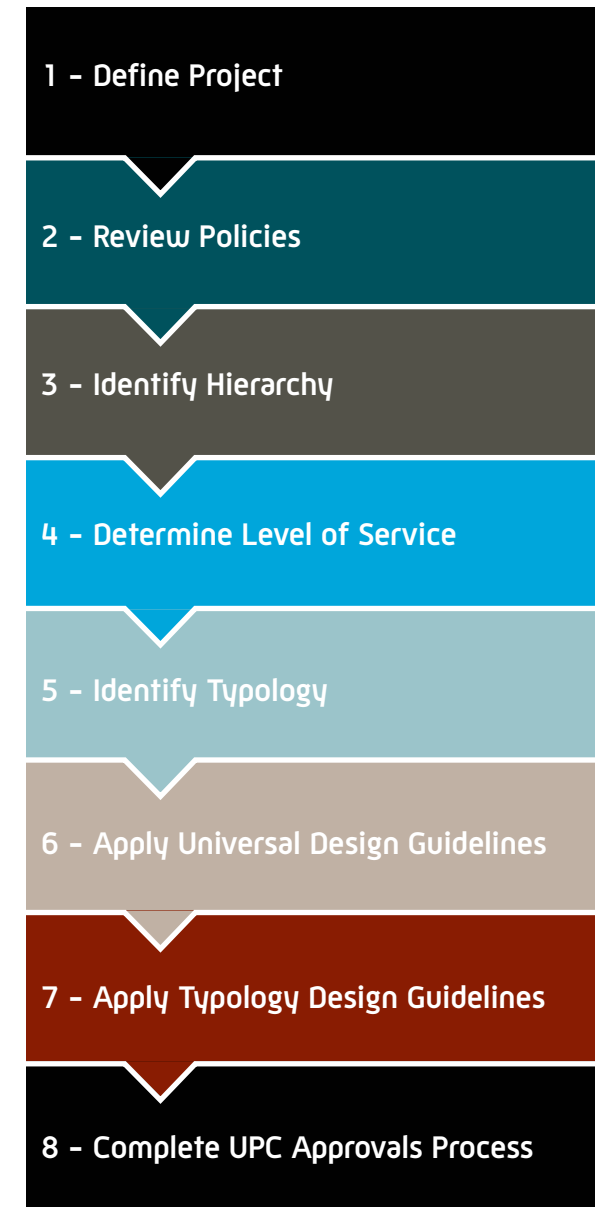 1 – Define Project
2 – Review Policies
3 – Identify Hierarchy
4 – Determine Level of Service
5 – Identify Typology
6 – Apply Universal Design Guidelines
7 – Apply Typology Design Guidelines
8 – Complete UPC Approvals Process